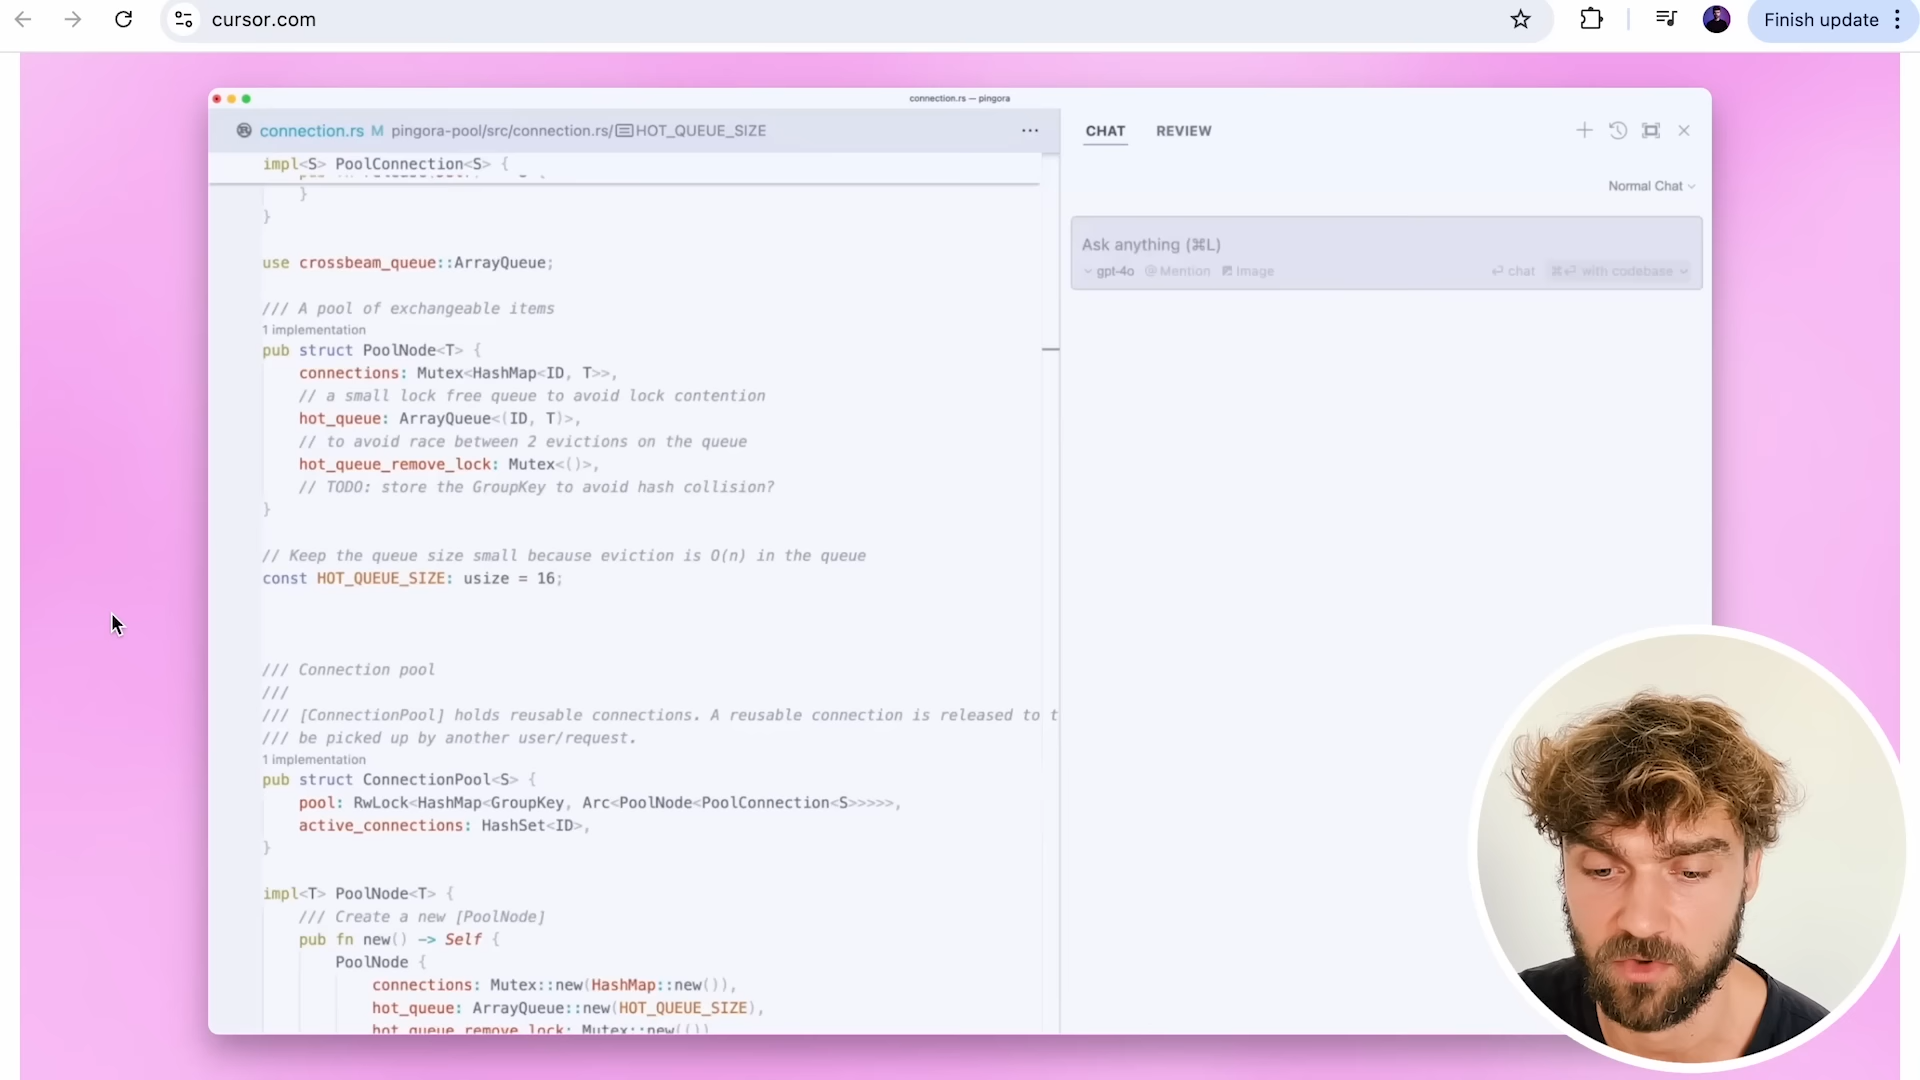 cursor.com
Finish update
connection.rs — pingora
connection.rs M pingora-pool/src/connection.rs/ HOT_QUEUE_SIZE
CHAT REVIEW
impl<S> PoolConnection<S> {
}
}
Normal Chat
Ask anything (⌘L)
gpt-4o @ Mention Image
⏎ chat ⌘⏎ with codebase
use crossbeam_queue::ArrayQueue;
/// A pool of exchangeable items
1 implementation
pub struct PoolNode<T> {
connections: Mutex<HashMap<ID, T>>,
// a small lock free queue to avoid lock contention
hot_queue: ArrayQueue<(ID, T)>,
// to avoid race between 2 evictions on the queue
hot_queue_remove_lock: Mutex<()>,
// TODO: store the GroupKey to avoid hash collision?
}
// Keep the queue size small because eviction is O(n) in the queue
const HOT_QUEUE_SIZE: usize = 16;
/// Connection pool
///
/// [ConnectionPool] holds reusable connections. A reusable connection is released to t
/// be picked up by another user/request.
1 implementation
pub struct ConnectionPool<S> {
pool: RwLock<HashMap<GroupKey, Arc<PoolNode<PoolConnection<S>>>>>,
active_connections: HashSet<ID>,
}
impl<T> PoolNode<T> {
/// Create a new [PoolNode]
pub fn new() -> Self {
PoolNode {
connections: Mutex::new(HashMap::new()),
hot_queue: ArrayQueue::new(HOT_QUEUE_SIZE),
hot_queue_remove_lock: Mutex::new(())